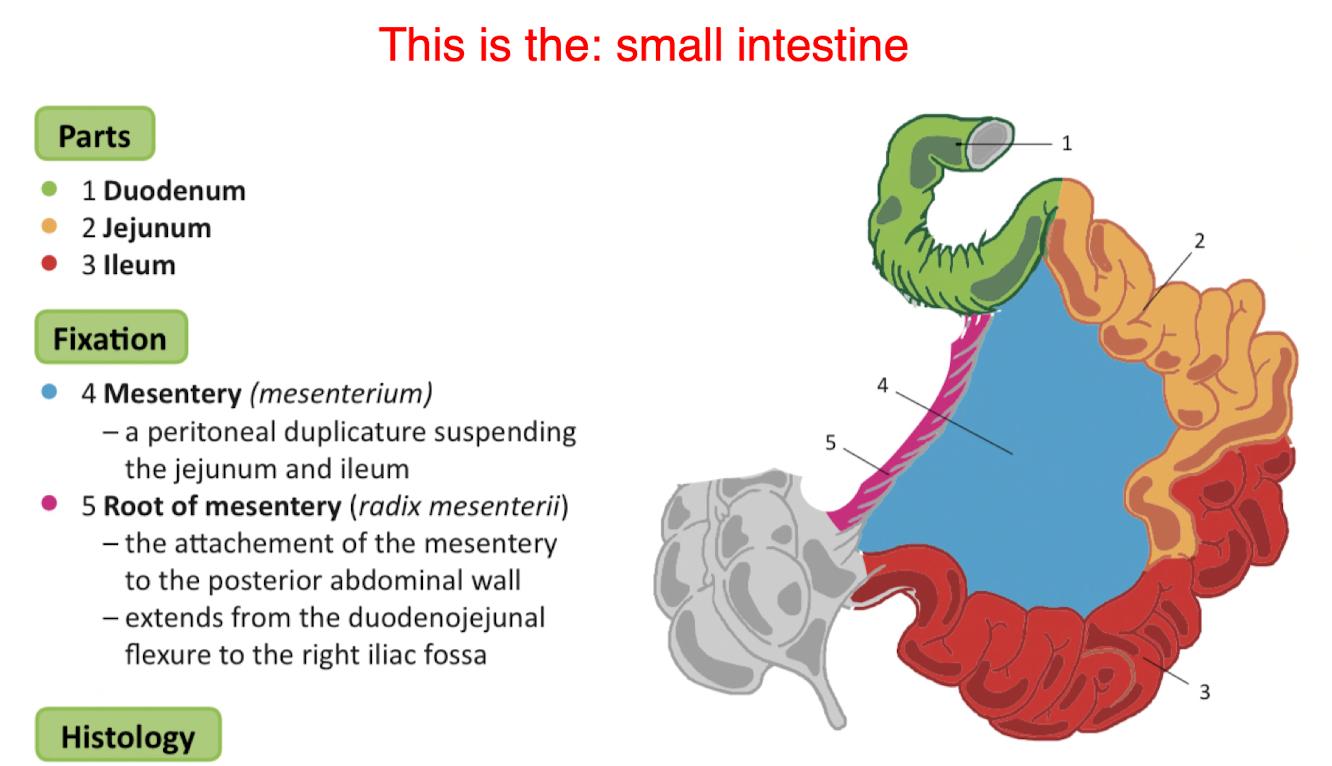 This is the: small intestine
Parts
1 Duodenum
2 Jejunum
3 Ileum
Fixation
4 Mesentery (mesenterium)
– a peritoneal duplicature suspending
the jejunum and ileum
5 Root of mesentery (radix mesenterii)
– the attachement of the mesentery
to the posterior abdominal wall
– extends from the duodenojejunal
flexure to the right iliac fossa
Histology
1
2
4
5
3